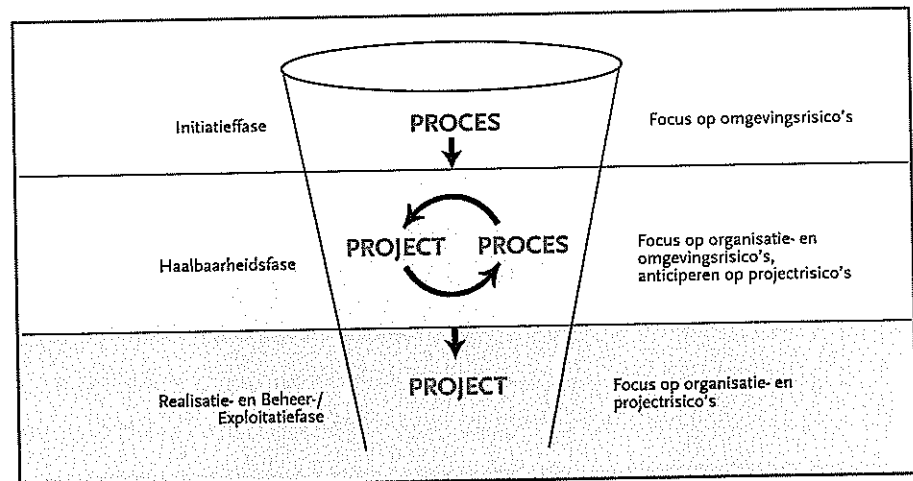 Initiatieffase
PROCES
Focus op omgevingsrisico's
Haalbaarheidsfase
PROJECT
PROCES
Focus op organisatie- en
omgevingsrisico's,
anticiperen op projectrisico's
Realisatie- en Beheer-/
Exploitatiefase
PROJECT
Focus op organisatie- en
projectrisico's